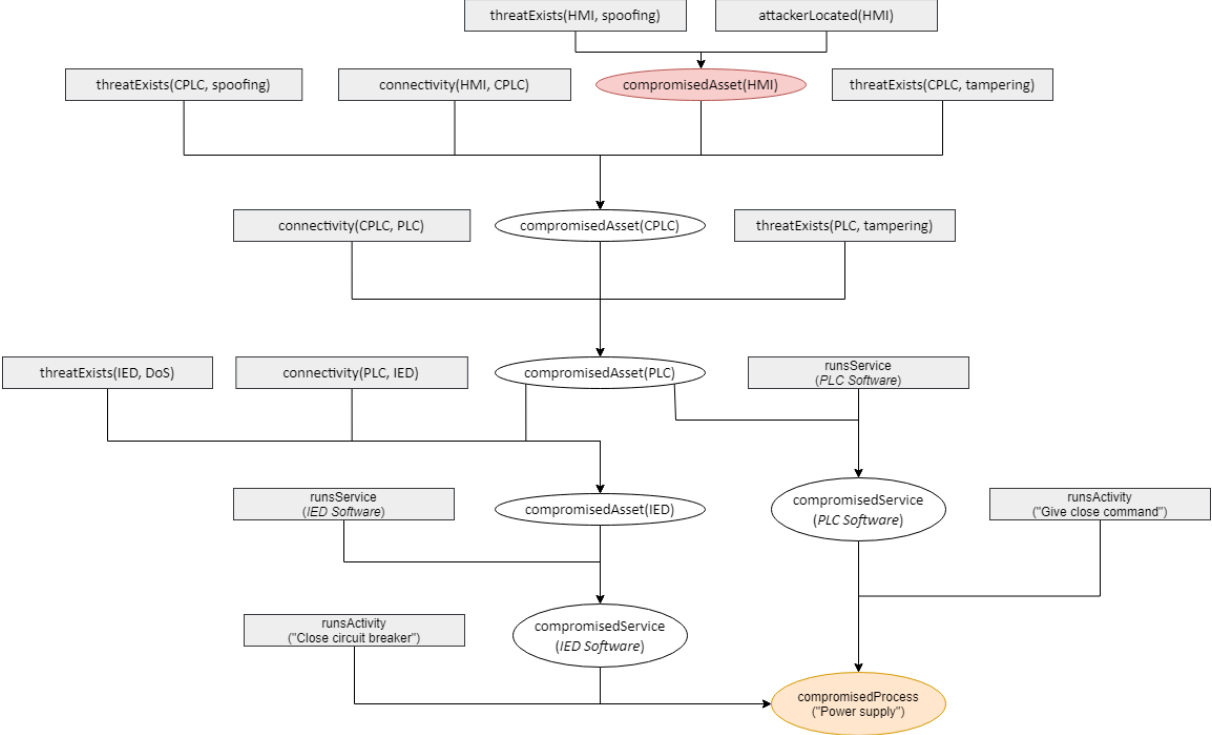 threatExists(HMI, spoofing)
attackerLocated(HMI)
threatExists(CPLC, spoofing)
connectivity(HMI, CPLC)
compromisedAsset(HMI)
threatExists(CPLC, tampering)
connectivity(CPLC, PLC)
compromisedAsset(CPLC)
threatExists(PLC, tampering)
threatExists(IED, DoS)
connectivity(PLC, IED)
compromisedAsset(PLC)
runsService
(PLC Software)
runsService
(IED Software)
compromisedAsset(IED)
compromisedService
(PLC Software)
runsActivity
("Give close command")
runsActivity
("Close circuit breaker")
compromisedService
(IED Software)
compromisedProcess
("Power supply")